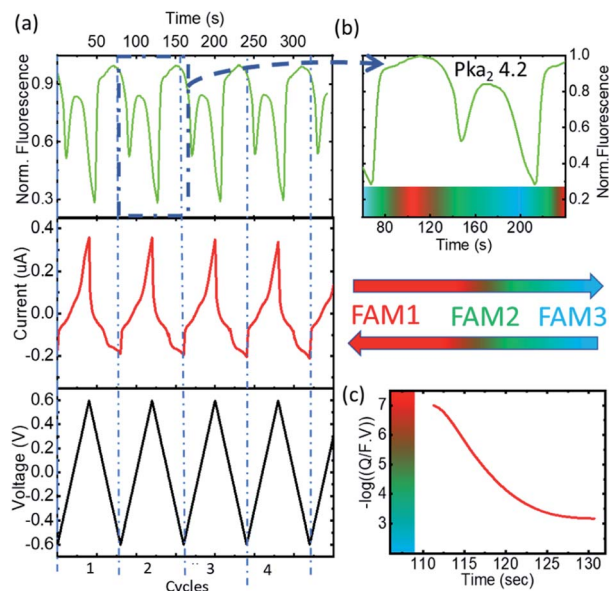 (a)
Time (s)
50 100 150 200 250 300
Norm. Fluorescence
0.9
0.6
0.3
Current (uA)
0.4
0.2
0.0
-0.2
Voltage (V)
0.6
0.4
0.2
0.0
-0.2
-0.4
-0.6
1 2 3 4
Cycles
(b)
Pka₂ 4.2
Norm.Fluorescence
1.0
0.8
0.6
0.4
0.2
80 120 160 200
Time (s)
FAM1 FAM2 FAM3
(c)
-log((Q/F.V))
7
6
5
4
3
110 115 120 125 130
Time (sec)